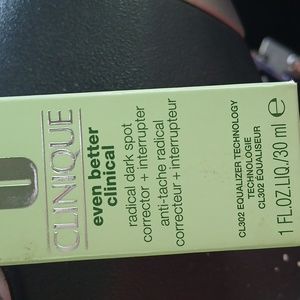 CLINIQUE
even better
clinical
radical dark spot
corrector + interrupter
anti-tache radical
correcteur + interrupteur
CL302 EQUALIZER TECHNOLOGY
TECHNOLOGIE
CL302 ÉQUALISEUR
1 FL.OZ.LIQ./30 ml